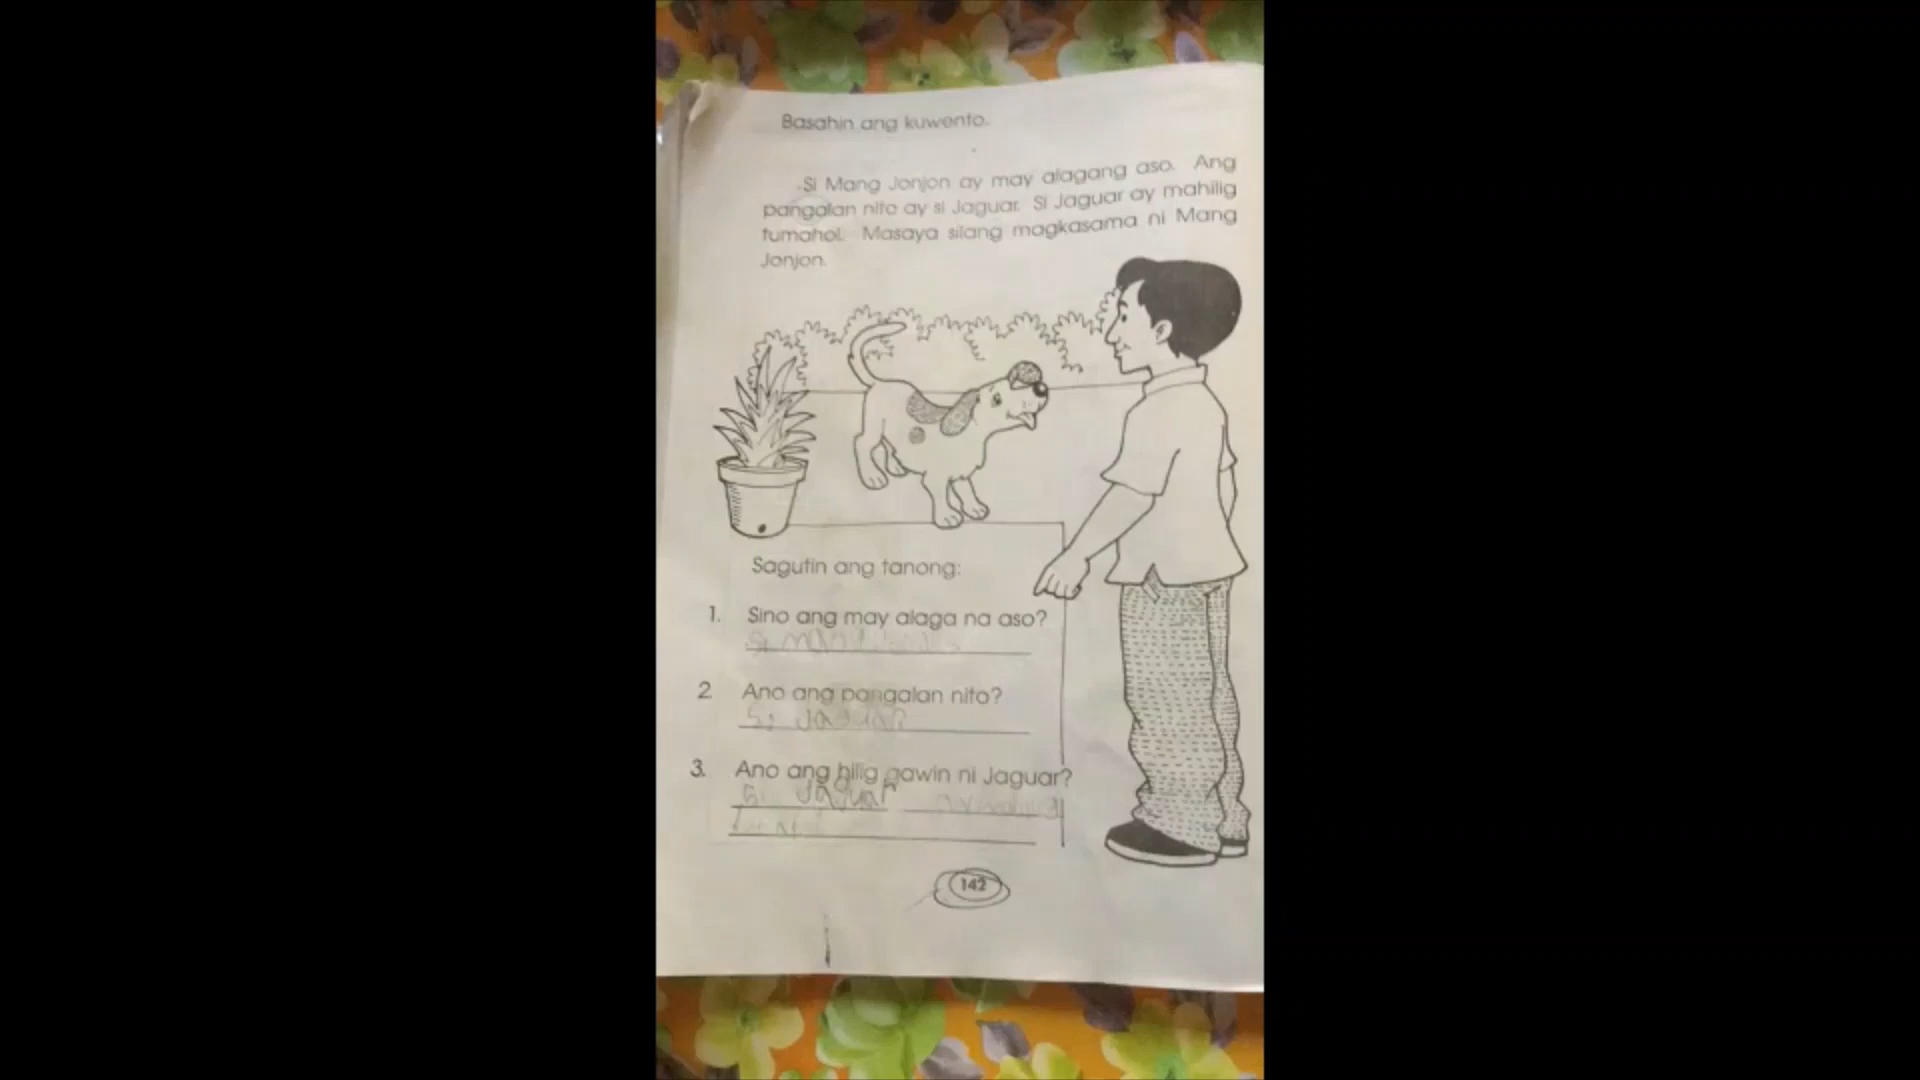 Basahin ang kuwento.
Si Mang Jonjon ay may alagang aso. Ang
pangalan nito ay si Jaguar. Si Jaguar ay mahilig
tumahol. Masaya silang magkasama ni Mang
Jonjon.
Sagutin ang tanong:
1. Sino ang may alaga na aso?
Si
2. Ano ang pangalan nito?
Si Jaguar
3. Ano ang hilig gawin ni Jaguar?
Si Jaguar
142